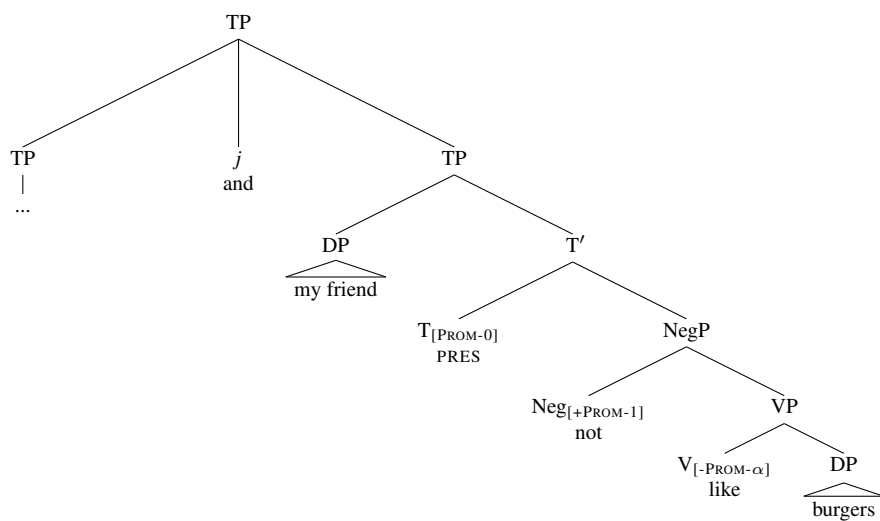 TP
TP
j
TP
...
and
DP
T′
my friend
T[PROM-0]
NegP
PRES
Neg[+PROM-1]
VP
not
V[-PROM-α]
DP
like
burgers